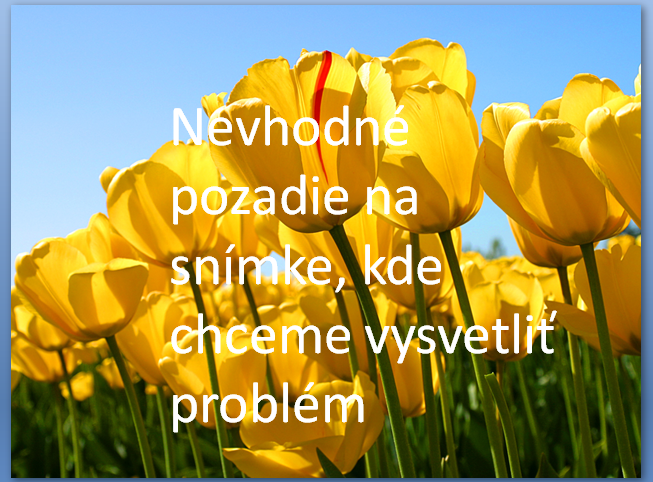 Nevhodné
pozadie na
snímke, kde
chceme vysvetliť
problém